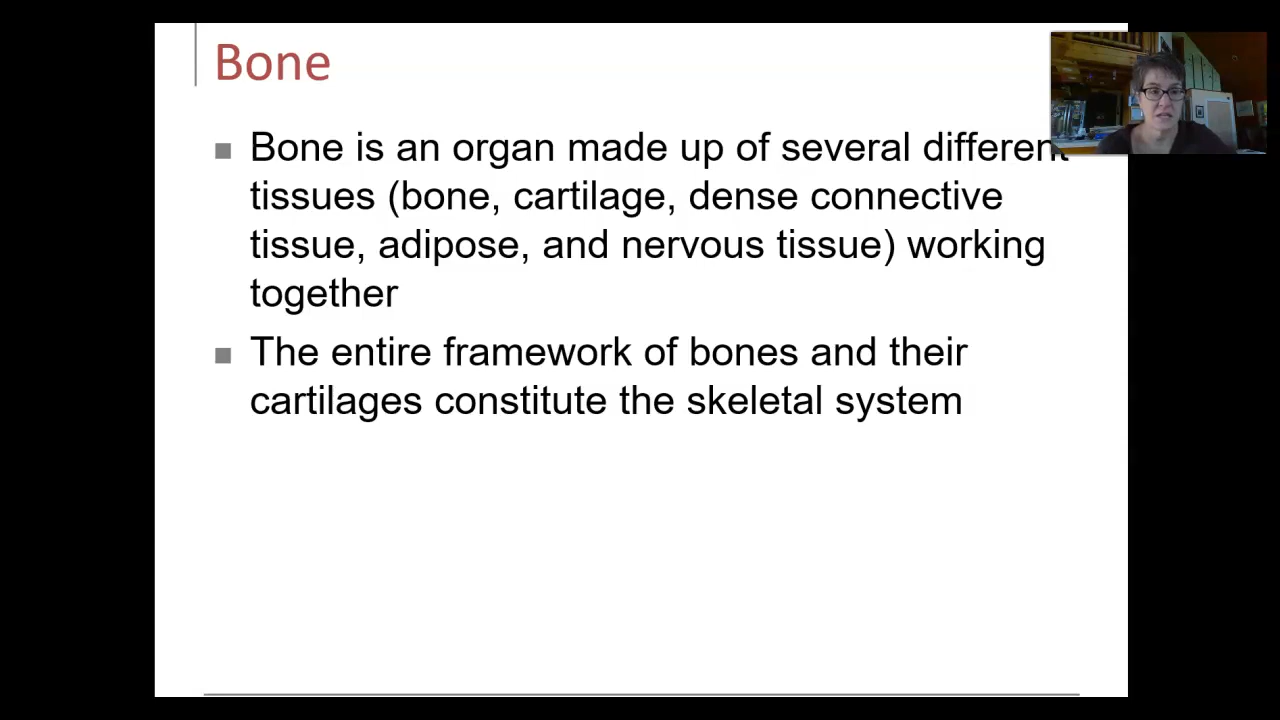 Bone
Bone is an organ made up of several different
tissues (bone, cartilage, dense connective
tissue, adipose, and nervous tissue) working
together
The entire framework of bones and their
cartilages constitute the skeletal system